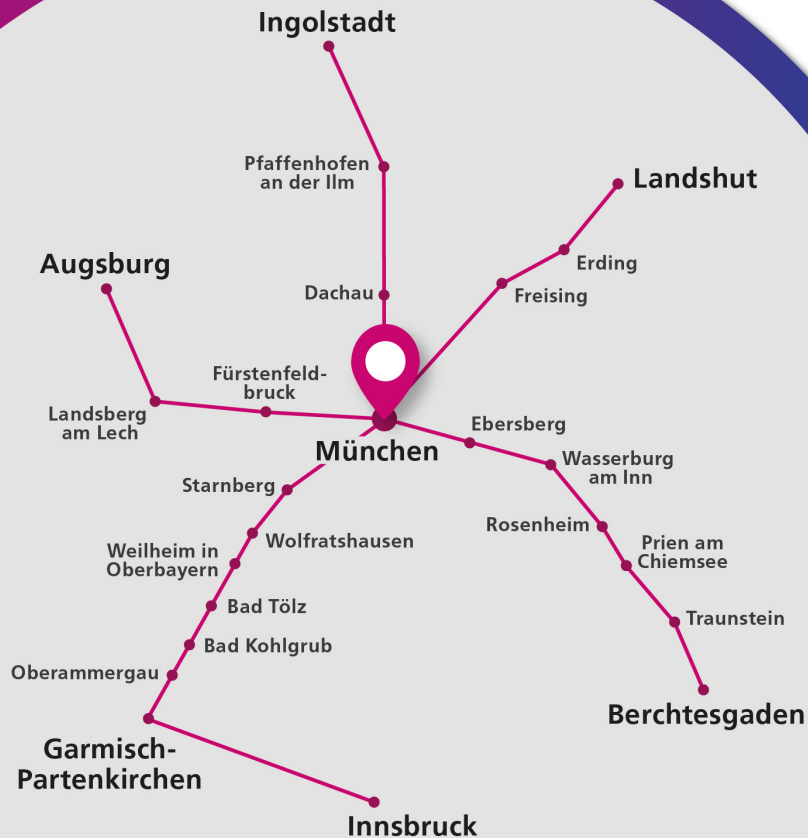 Ingolstadt
Pfaffenhofen
an der Ilm
Landshut
Erding
Augsburg
Dachau
Freising
Fürstenfeld-
bruck
Landsberg
am Lech
Ebersberg
München
Wasserburg
am Inn
Starnberg
Rosenheim
Wolfratshausen
Prien am
Chiemsee
Weilheim in
Oberbayern
Bad Tölz
Traunstein
Bad Kohlgrub
Oberammergau
Berchtesgaden
Garmisch-
Partenkirchen
Innsbruck